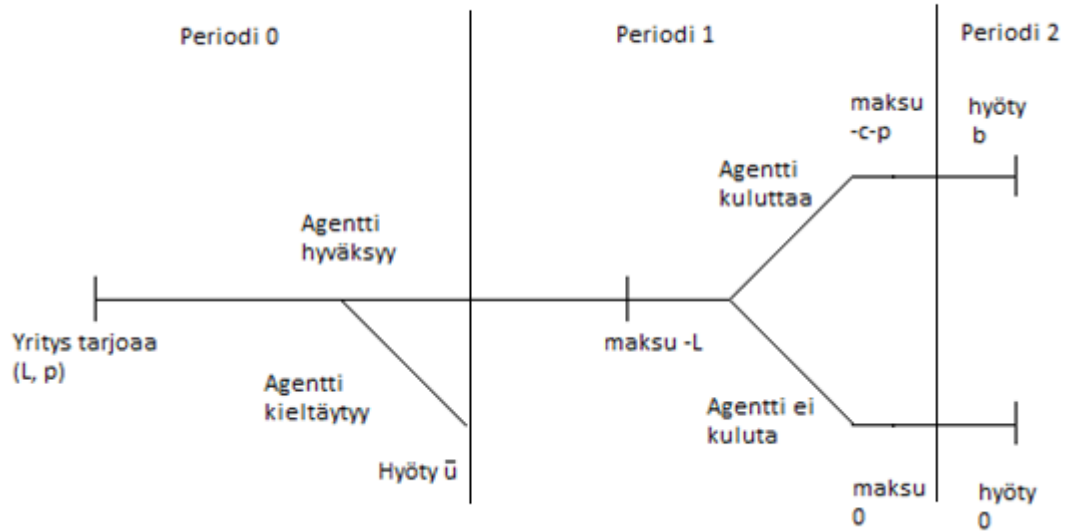 Periodi 0
Periodi 1
Periodi 2
maksu
-c-p
hyöty
b
Agentti
kuluttaa
Agentti
hyväksyy
Yritys tarjoaa
(L, p)
maksu -L
Agentti
kieltäytyy
Agentti ei
kuluta
Hyöty ū
maksu
0
hyöty
0